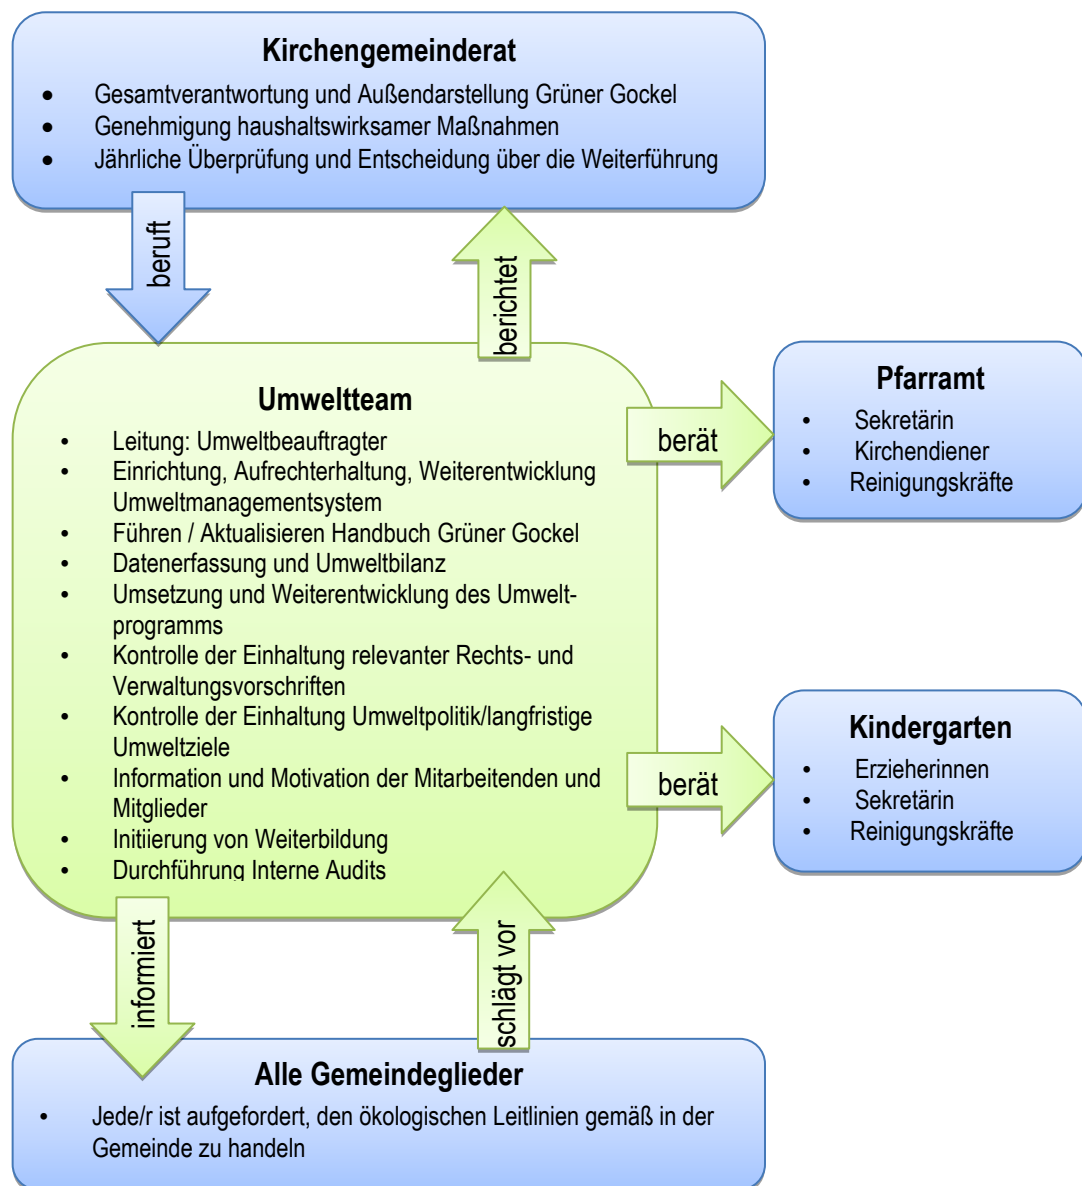 Kirchengemeinderat
• Gesamtverantwortung und Außendarstellung Grüner Gockel
• Genehmigung haushaltswirksamer Maßnahmen
• Jährliche Überprüfung und Entscheidung über die Weiterführung
beruft
berichtet
Umweltteam
• Leitung: Umweltbeauftragter
• Einrichtung, Aufrechterhaltung, Weiterentwicklung
Umweltmanagementsystem
• Führen / Aktualisieren Handbuch Grüner Gockel
• Datenerfassung und Umweltbilanz
• Umsetzung und Weiterentwicklung des Umwelt-
programms
• Kontrolle der Einhaltung relevanter Rechts- und
Verwaltungsvorschriften
• Kontrolle der Einhaltung Umweltpolitik/langfristige
Umweltziele
• Information und Motivation der Mitarbeitenden und
Mitglieder
• Initiierung von Weiterbildung
• Durchführung Interne Audits
berät
Pfarramt
• Sekretärin
• Kirchendiener
• Reinigungskräfte
berät
Kindergarten
• Erzieherinnen
• Sekretärin
• Reinigungskräfte
informiert
schlägt vor
Alle Gemeindeglieder
• Jede/r ist aufgefordert, den ökologischen Leitlinien gemäß in der
Gemeinde zu handeln